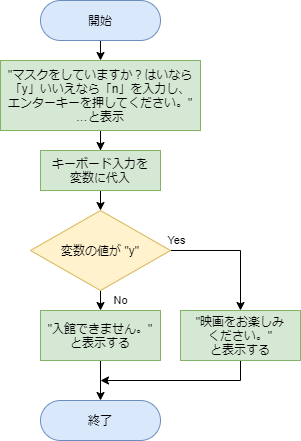 開始
"マスクをしていますか？はいなら
「y」いいえなら「n」を入力し、
エンターキーを押してください。"
…と表示
キーボード入力を
変数に代入
変数の値が "y"
Yes
No
"入館できません。"
と表示する
"映画をお楽しみ
ください。"
と表示する
終了